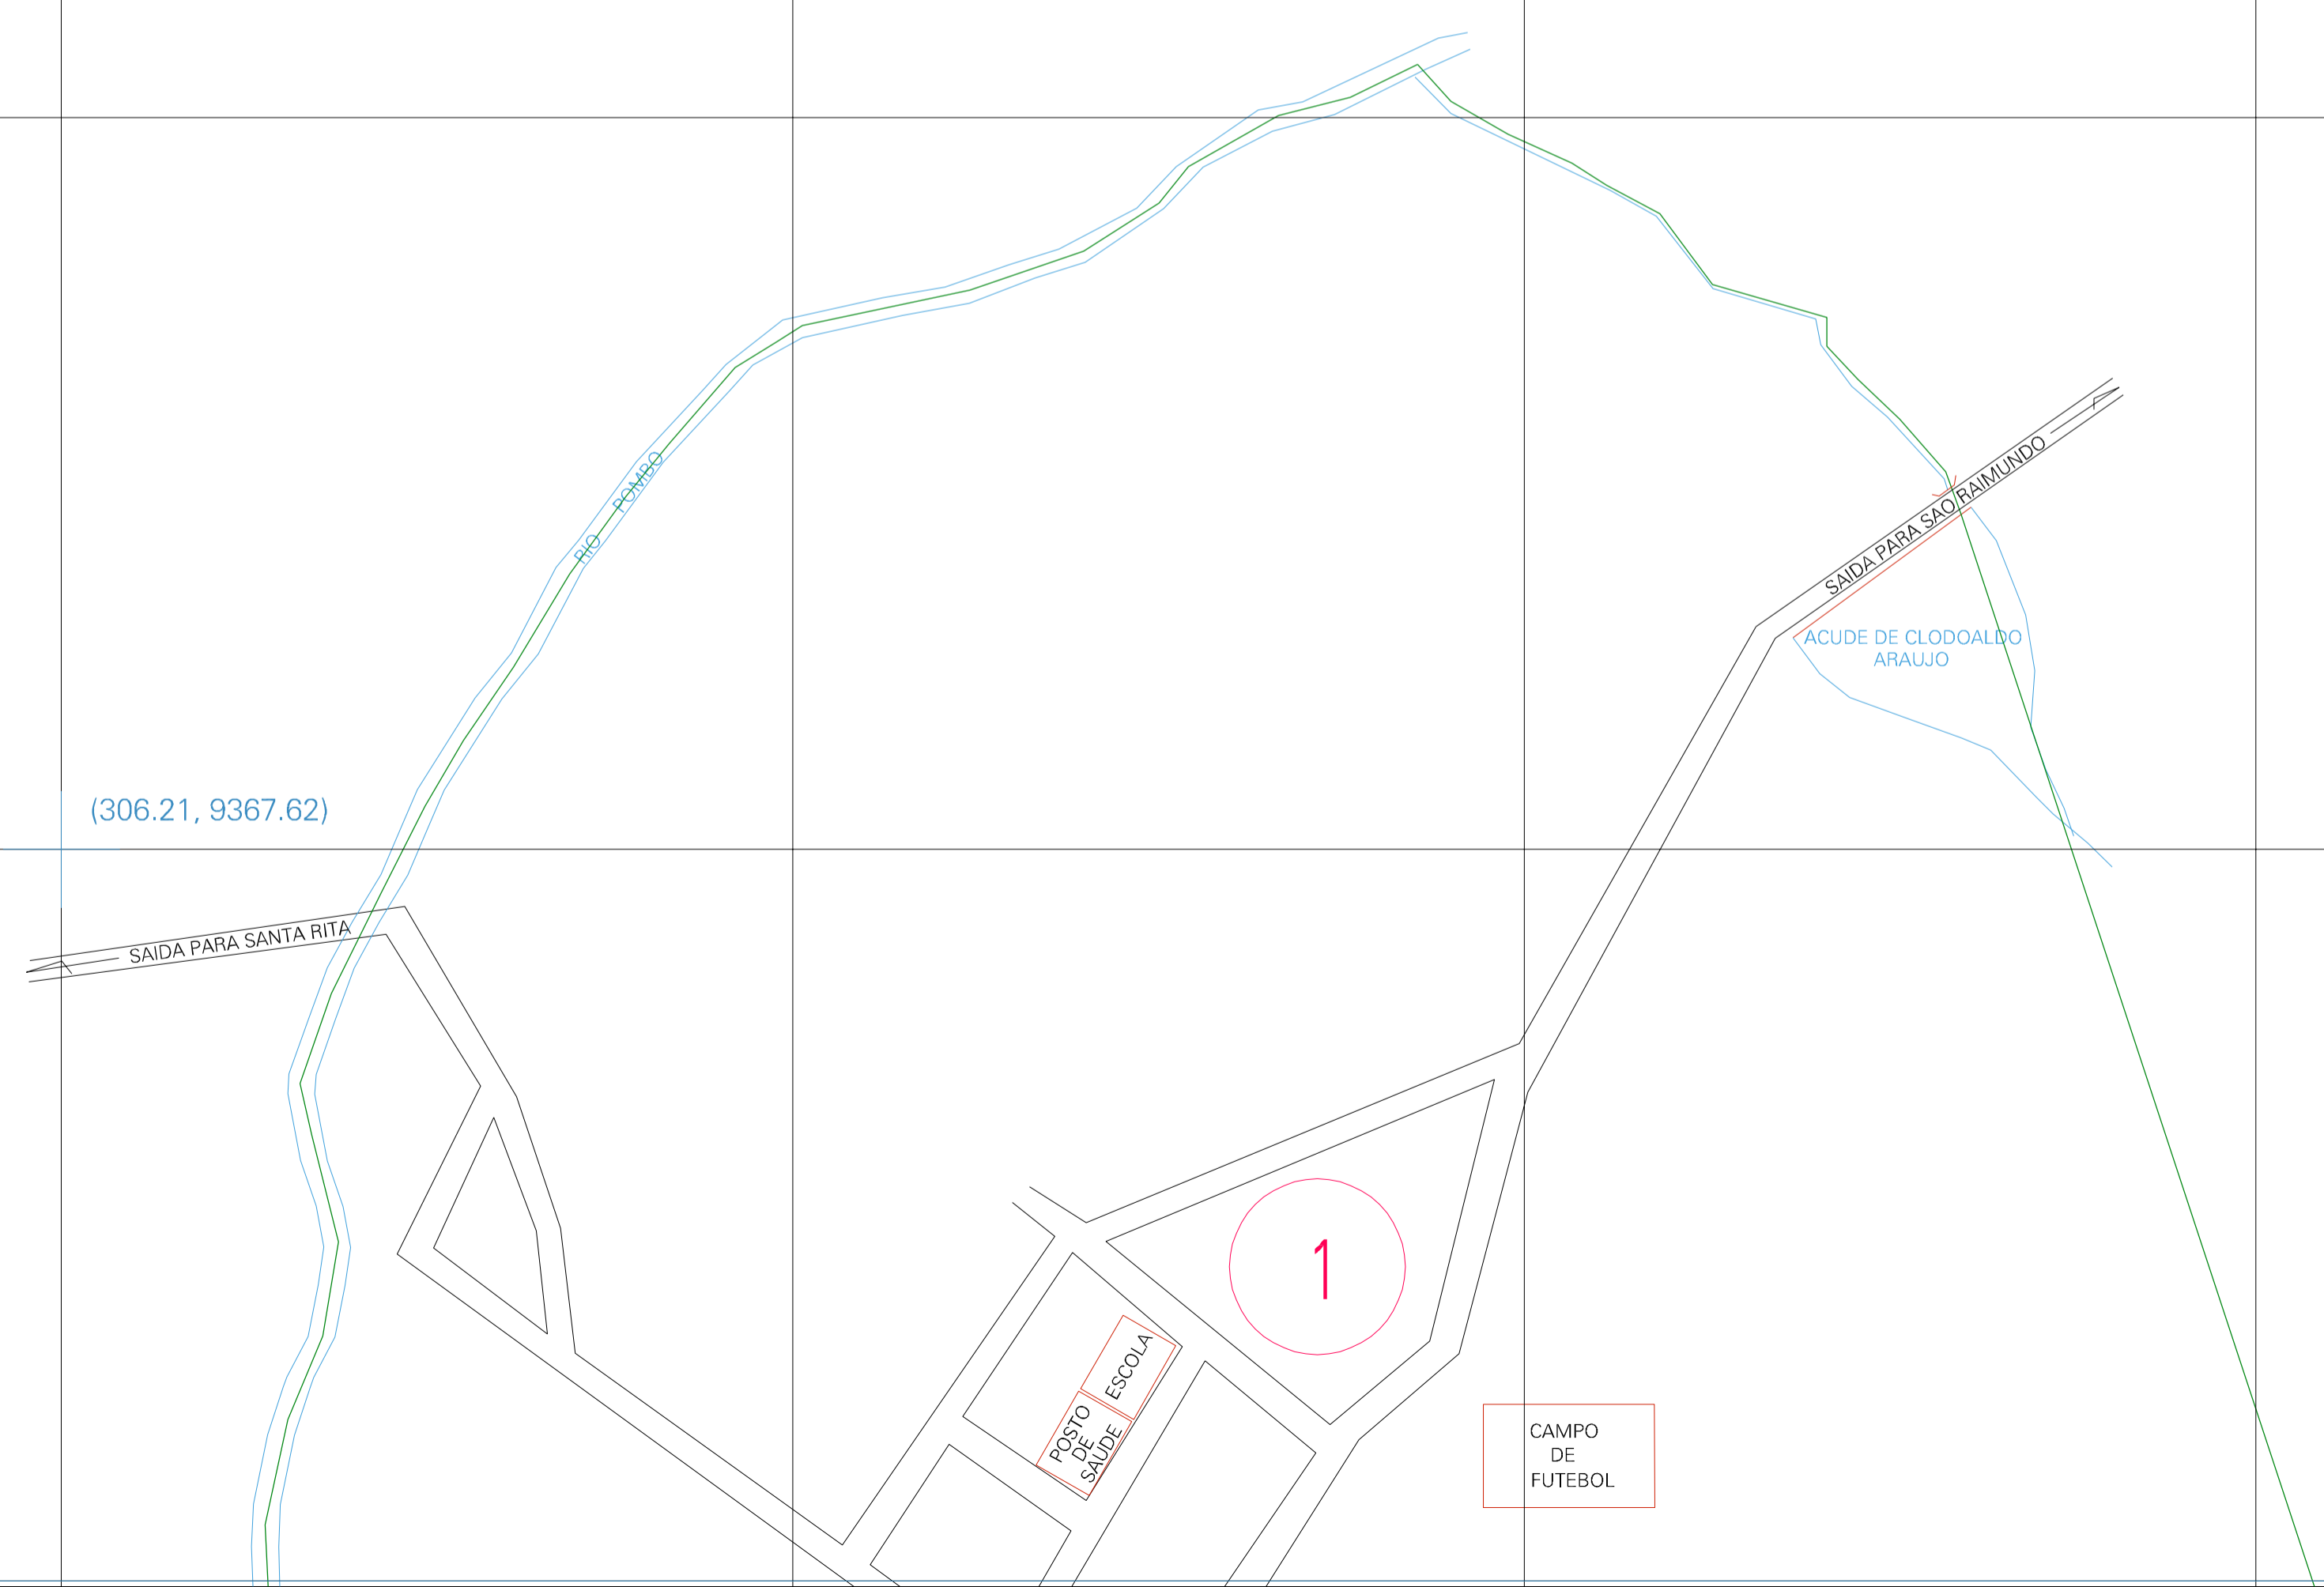 RIO POMBO
SAIDA PARA SAO RAIMUNDO
ACUDE DE CLODOALDO
ARAUJO
(306.21, 9367.62)
SAIDA PARA SANTA RITA
1
ESCOLA
POSTO
DE
SAUDE
CAMPO
DE
FUTEBOL